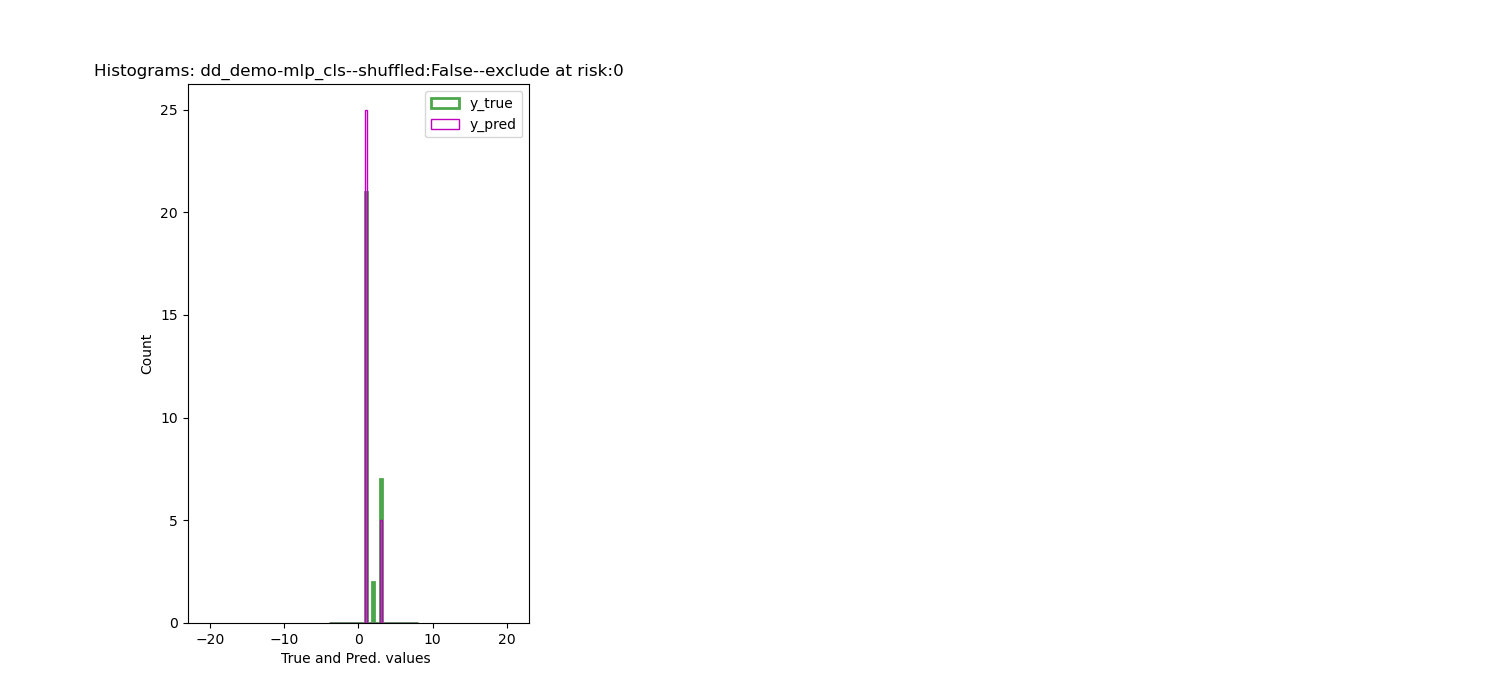 Histograms: dd_demo-mlp_cls--shuffled:False--exclude at risk:0
y_true
y_pred
25
20
15
10
5
0
Count
−20 −10 0 10 20
True and Pred. values